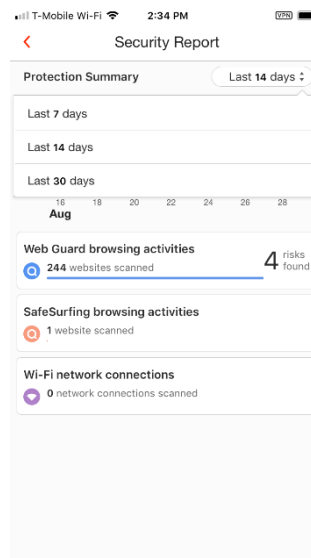 T-Mobile Wi-Fi 2:34 PM VPN
Security Report
Protection Summary Last 14 days
Last 7 days
Last 14 days
Last 30 days
16 18 20 22 24 26 28
Aug
Web Guard browsing activities
244 websites scanned
4 risks found
SafeSurfing browsing activities
1 website scanned
Wi-Fi network connections
0 network connections scanned